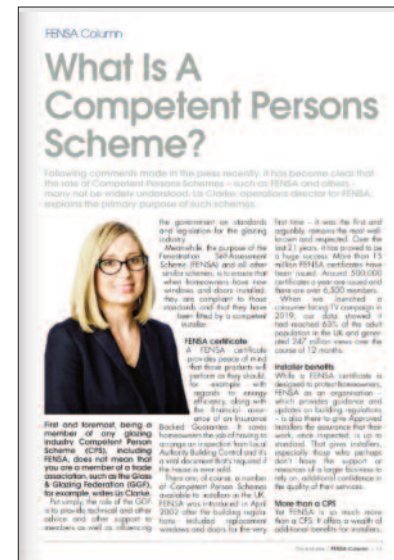 FENSA Column
What Is A
Competent Persons
Scheme?
Following comments made in the press recently, it has become clear that
the role of Competent Persons Schemes – such as FENSA and others -
many not be widely understood. Lis Clarke, operations director for FENSA,
explains the primary purpose of such schemes.
First and foremost, being a
member of any glazing
industry Competent Person
Scheme (CPS), including
FENSA, does not mean that
you are a member of a trade
association, such as the Glass
& Glazing Federation (GGF),
for example, writes Lis Clarke.
Put simply, the role of the GGF
is to provide technical and other
advice and other support to
members as well as influencing
the government on standards
and legislation for the glazing
industry.
Meanwhile, the purpose of the
Fenestration Self-Assessment
Scheme (FENSA) and all other
similar schemes, is to ensure that
when homeowners have new
windows and doors installed,
they are compliant to those
standards and that they have
been fitted by a competent
installer.
FENSA certificate
A FENSA certificate
provides peace of mind
that those products will
perform as they should,
for example with
regards to energy
efficiency, along with
the financial assurance
of an Insurance
Backed Guarantee. It saves
homeowners the job of having to
arrange an inspection from Local
Authority Building Control and it's
a vital document that's required if
the house is ever sold.
There are, of course, a number
of Competent Person Schemes
available to installers in the UK.
FENSA was introduced in April
2002 after the building regula-
tions included replacement
windows and doors for the very
first time – it was the first and
arguably, remains the most well-
known and respected. Over the
last 21 years, it has proved to be
a huge success. More than 15
million FENSA certificates have
been issued. Around 500,000
certificates a year are issued and
there are over 6,500 members.
When we launched a
consumer facing TV campaign in
2019, our data showed it
had reached 63% of the adult
population in the UK and gener-
ated 247 million views over the
course of 12 months.
Installer benefits
While a FENSA certificate is
designed to protect homeowners,
FENSA as an organisation –
which provides guidance and
updates on building regulations
– is also there to give Approved
Installers the assurance that their
work, once inspected, is up to
standard. That gives installers,
especially those who perhaps
don't have the support or
resources of a larger business to
rely on, additional confidence in
the quality of their services.
More than a CPS
Yet FENSA is so much more
than a CPS. It offers a wealth of
additional benefits for installers,
FENSA Column